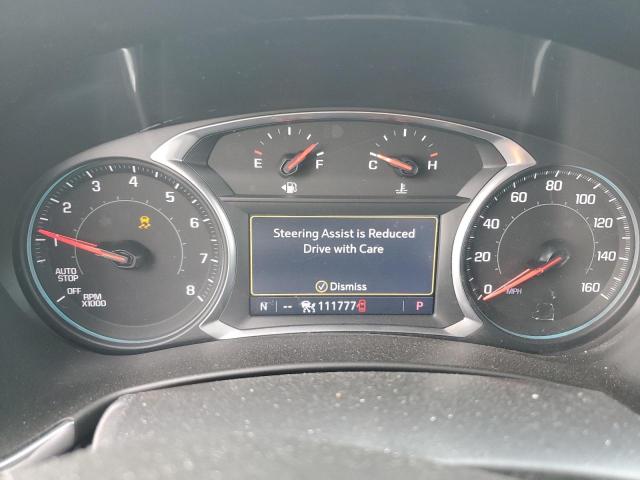 E F
C H
1 2 3 4 5 6 7 8
AUTO
STOP
OFF
RPM
X1000
Steering Assist is Reduced
Drive with Care
Dismiss
N -- 111777 P
0 20 40 60 80 100 120 140 160
MPH